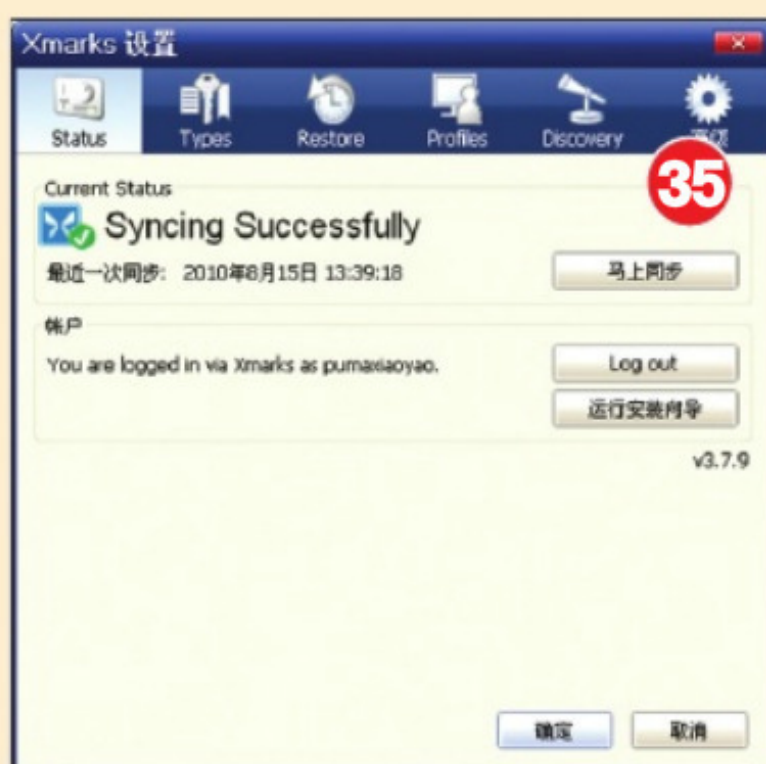 Xmarks 设置
Status
Types
Restore
Profiles
Discovery
高级
35
Current Status
Syncing Successfully
最近一次同步: 2010年8月15日 13:39:18
马上同步
帐户
You are logged in via Xmarks as pumaxiaoyao.
Log out
运行安装向导
v3.7.9
确定
取消